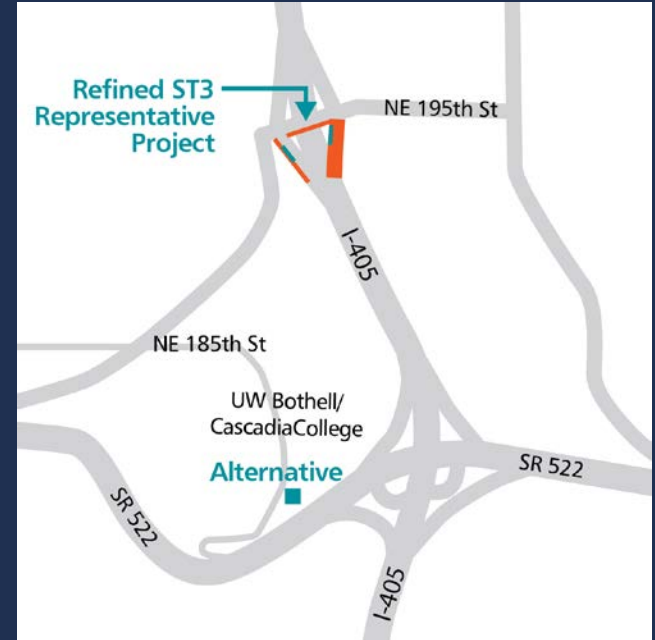 Refined ST3
Representative
Project
NE 195th St
I-405
NE 185th St
UW Bothell/
CascadiaCollege
Alternative
SR 522
SR 522
I-405